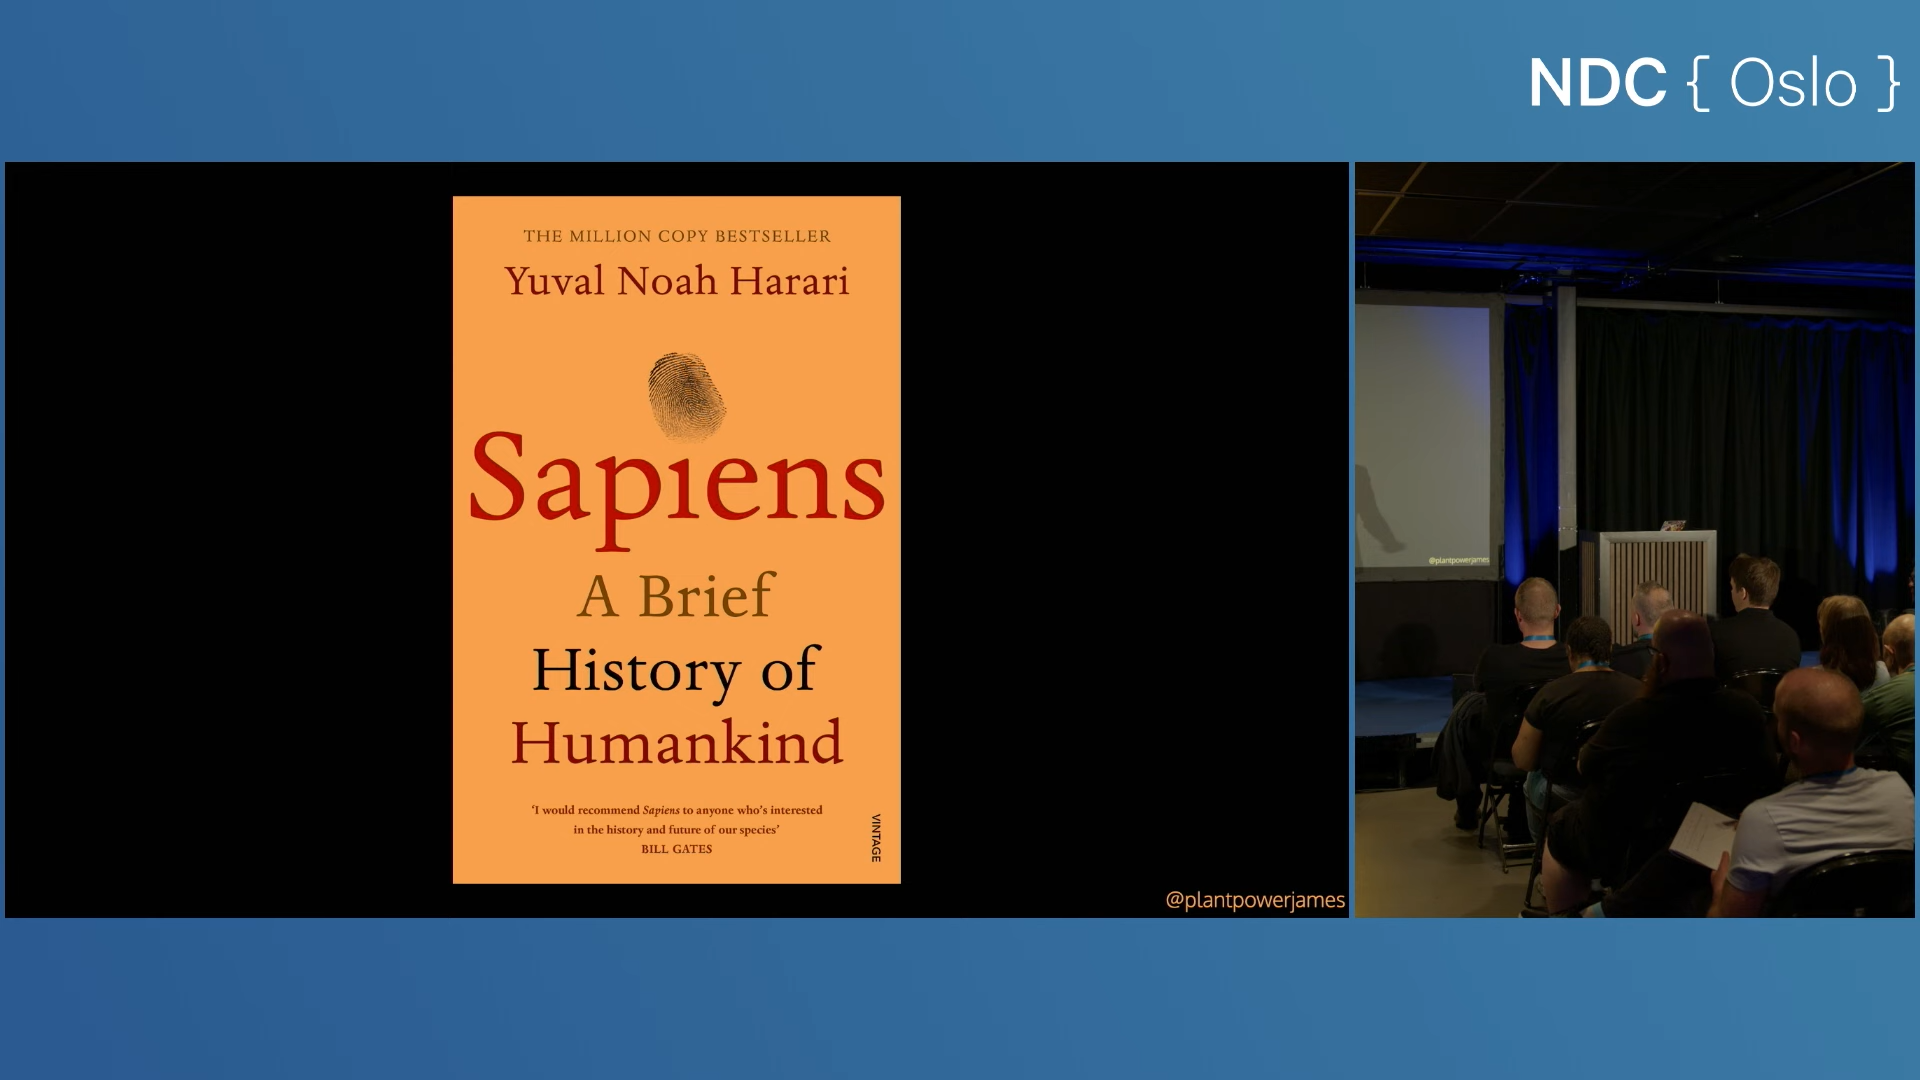 NDC { Oslo }
THE MILLION COPY BESTSELLER
Yuval Noah Harari
Sapiens
A Brief
History of
Humankind
‘I would recommend Sapiens to anyone who’s interested
in the history and future of our species’
BILL GATES
VINTAGE
@plantpowerjames
@plantpowerjames